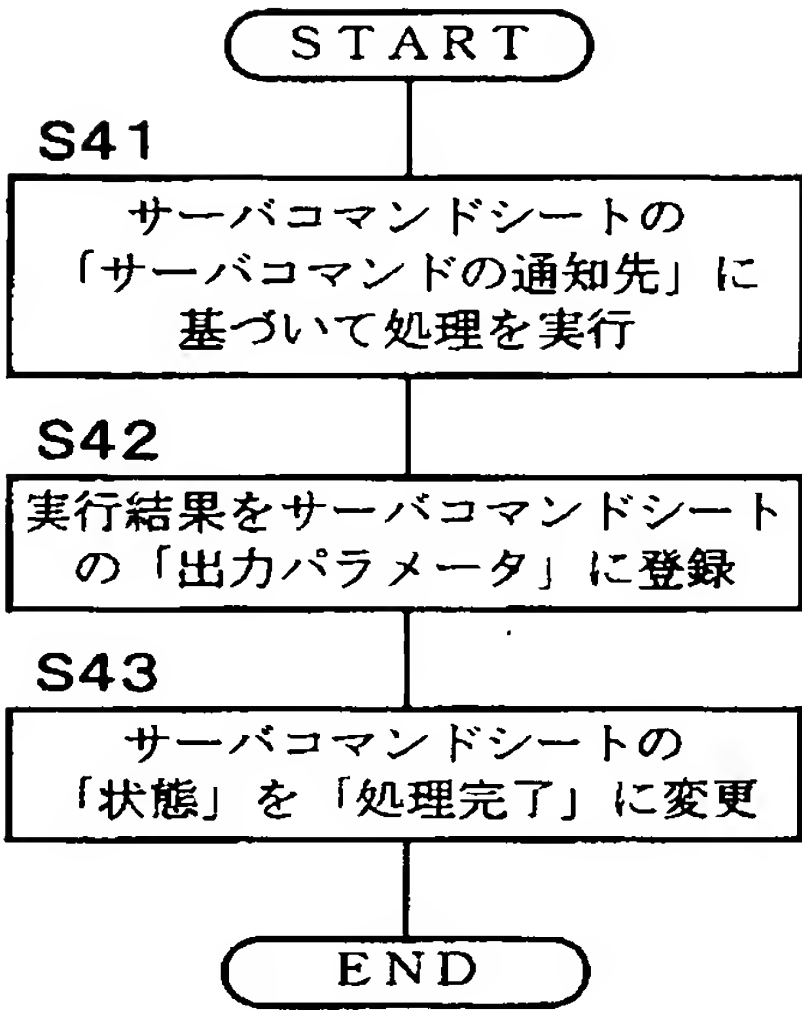 START
S41
サーバコマンドシートの
「サーバコマンドの通知先」に
基づいて処理を実行
S42
実行結果をサーバコマンドシート
の「出力パラメータ」に登録
S43
サーバコマンドシートの
「状態」を「処理完了」に変更
END